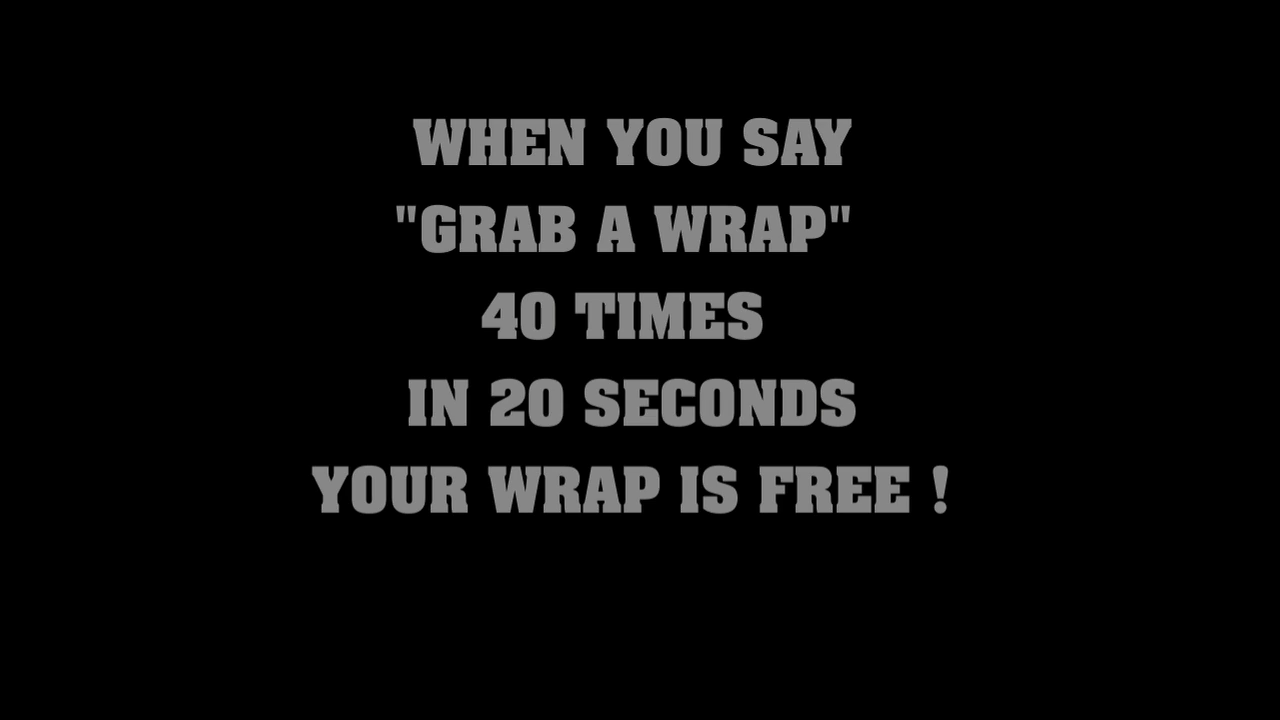 WHEN YOU SAY
"GRAB A WRAP"
40 TIMES
IN 20 SECONDS
YOUR WRAP IS FREE !